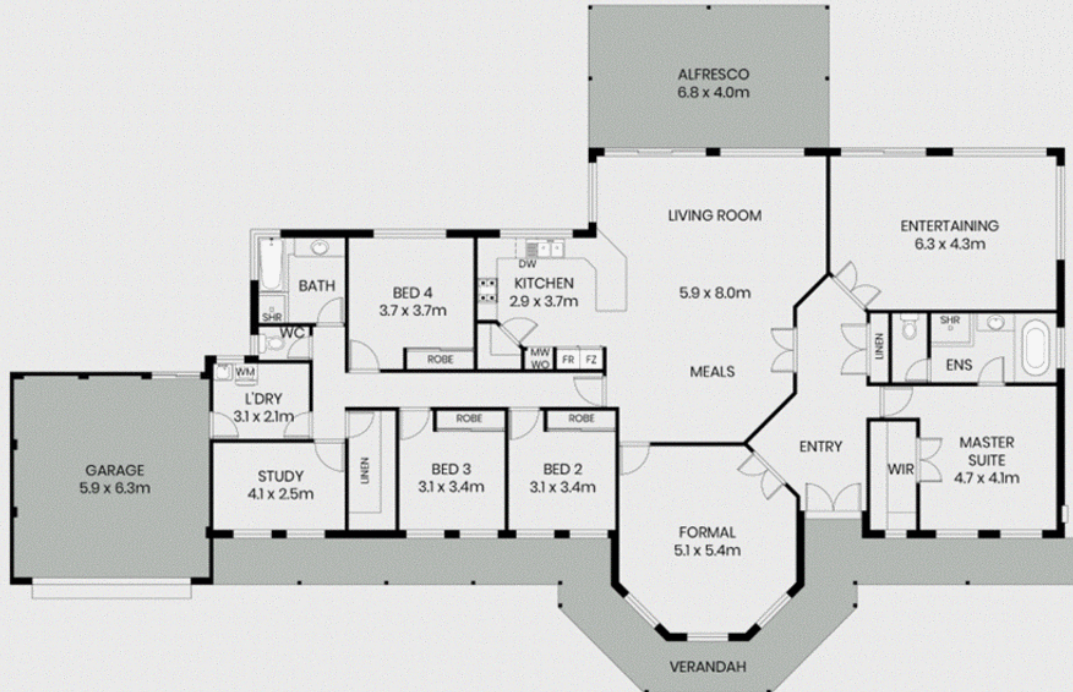 ALFRESCO
6.8 x 4.0m
LIVING ROOM
5.9 x 8.0m
MEALS
ENTERTAINING
6.3 x 4.3m
BATH
SHR
WC
BED 4
3.7 x 3.7m
ROBE
DW
KITCHEN
2.9 x 3.7m
MW
WO
FR
FZ
LINEN
SHR
ENS
WM
L'DRY
3.1 x 2.1m
GARAGE
5.9 x 6.3m
STUDY
4.1 x 2.5m
LINEN
ROBE
BED 3
3.1 x 3.4m
ROBE
BED 2
3.1 x 3.4m
ENTRY
WIR
MASTER
SUITE
4.7 x 4.1m
FORMAL
5.1 x 5.4m
VERANDAH